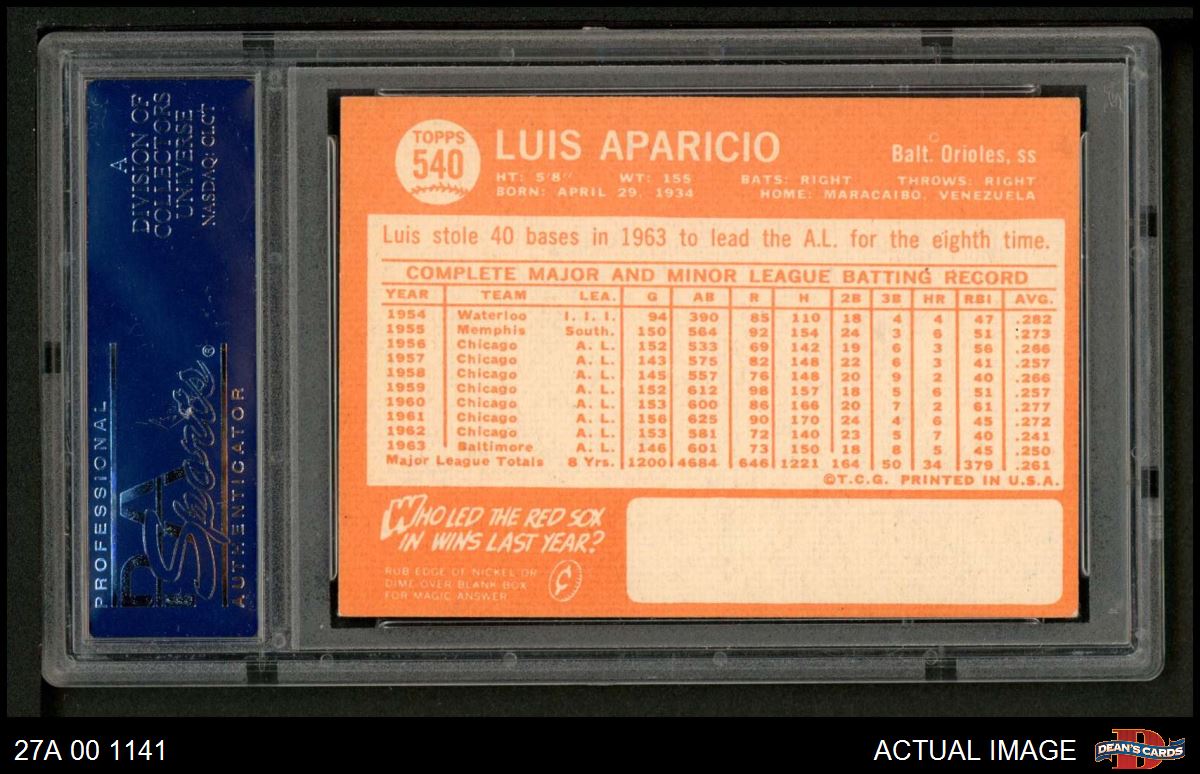 A
DIVISION OF
COLLECTORS
UNIVERSE
NASDAQ: CLCT
PROFESSIONAL
PSA
Sports ®
AUTHENTICATOR
TOPPS
540
LUIS APARICIO
Balt. Orioles, ss
HT: 5'8" WT: 155 BATS: RIGHT THROWS: RIGHT
BORN: APRIL 29, 1934 HOME: MARACAIBO, VENEZUELA
Luis stole 40 bases in 1963 to lead the A.L. for the eighth time.
COMPLETE MAJOR AND MINOR LEAGUE BATTING RECORD
YEAR TEAM LEA. G AB R H 2B 3B HR RBI AVG.
1954 Waterloo I. I. I. 94 390 85 110 18 4 4 47 .282
1955 Memphis South. 150 564 92 154 24 3 6 51 .273
1956 Chicago A. L. 152 533 69 142 19 6 3 56 .266
1957 Chicago A. L. 143 575 82 148 22 6 3 41 .257
1958 Chicago A. L. 145 557 76 148 20 9 2 40 .266
1959 Chicago A. L. 152 612 98 157 18 5 6 51 .257
1960 Chicago A. L. 153 600 86 166 20 7 2 61 .277
1961 Chicago A. L. 156 625 90 170 24 4 6 45 .272
1962 Chicago A. L. 153 581 72 140 23 5 7 40 .241
1963 Baltimore A. L. 146 601 73 150 18 8 5 45 .250
Major League Totals 8 Yrs. 1200 4684 646 1221 164 50 34 379 .261
©T.C.G. PRINTED IN U.S.A.
WHO LED THE RED SOX
IN WINS LAST YEAR?
RUB EDGE OF NICKEL OR
DIME OVER BLANK BOX
FOR MAGIC ANSWER
¢
27A 00 1141
ACTUAL IMAGE
D
DEAN'S CARDS